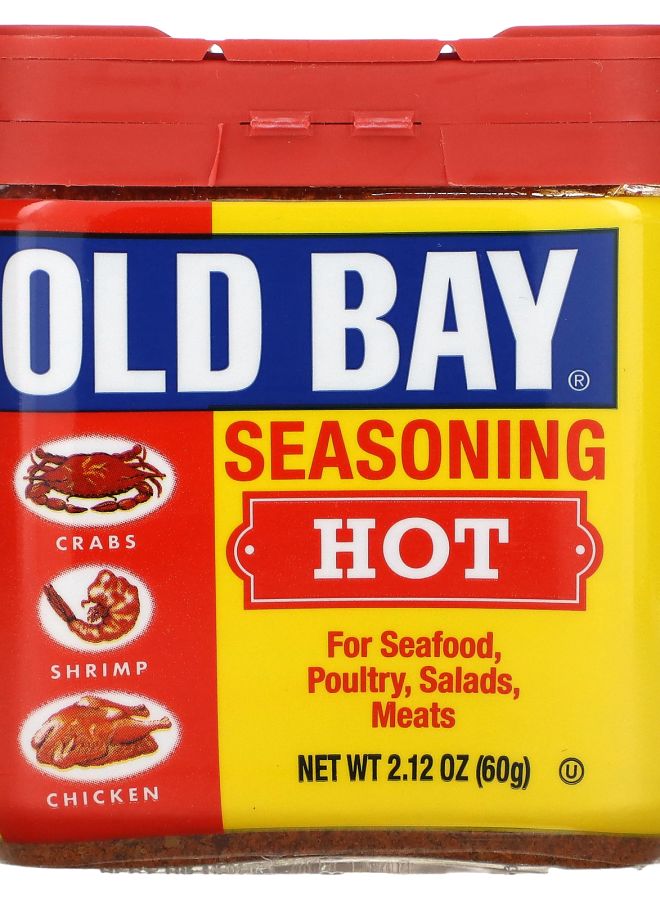 OLD BAY®
SEASONING
HOT
CRABS
SHRIMP
CHICKEN
For Seafood,
Poultry, Salads,
Meats
NET WT 2.12 OZ (60g) Ⓤ